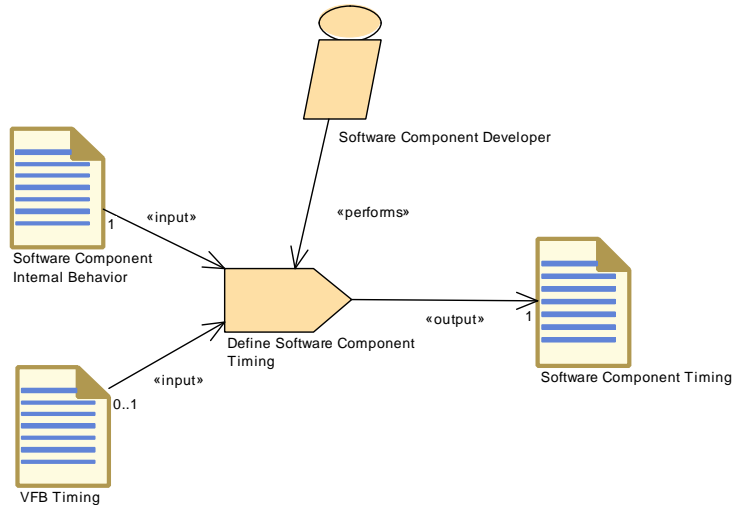 Software Component Developer
«input»
«performs»
1
Software Component
Internal Behavior
«output»
1
Define Software Component
Timing
Software Component Timing
«input»
0..1
VFB Timing